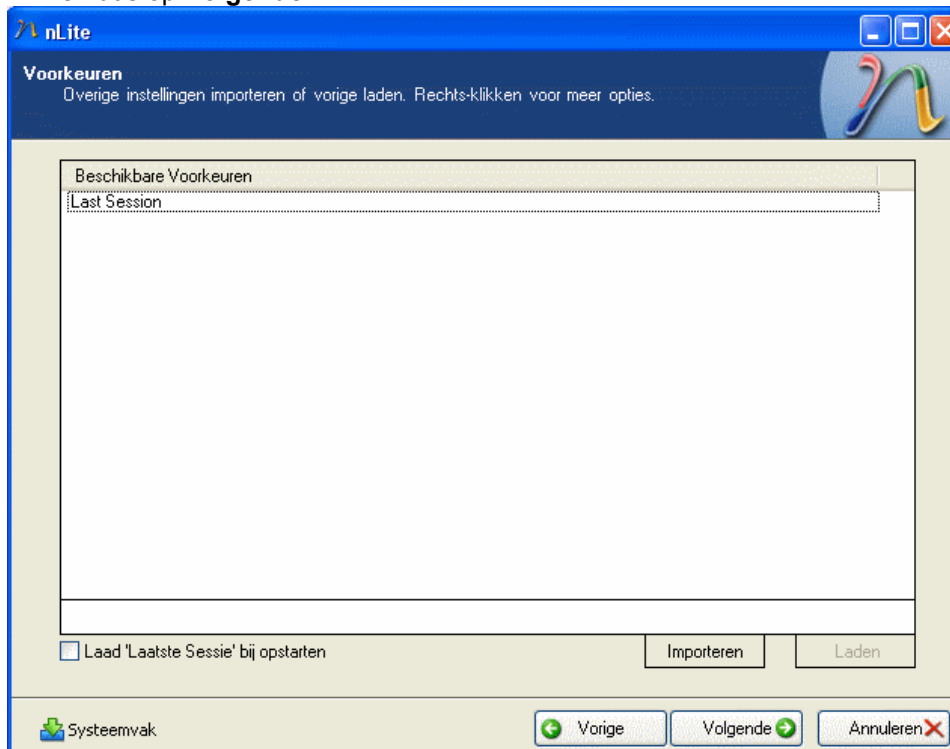 nLite
Voorkeuren
Overige instellingen importeren of vorige laden. Rechts-klikken voor meer opties.
Beschikbare Voorkeuren
Last Session
Laad 'Laatste Sessie' bij opstarten
Importeren
Laden
Systeemvak
Vorige
Volgende
Annuleren